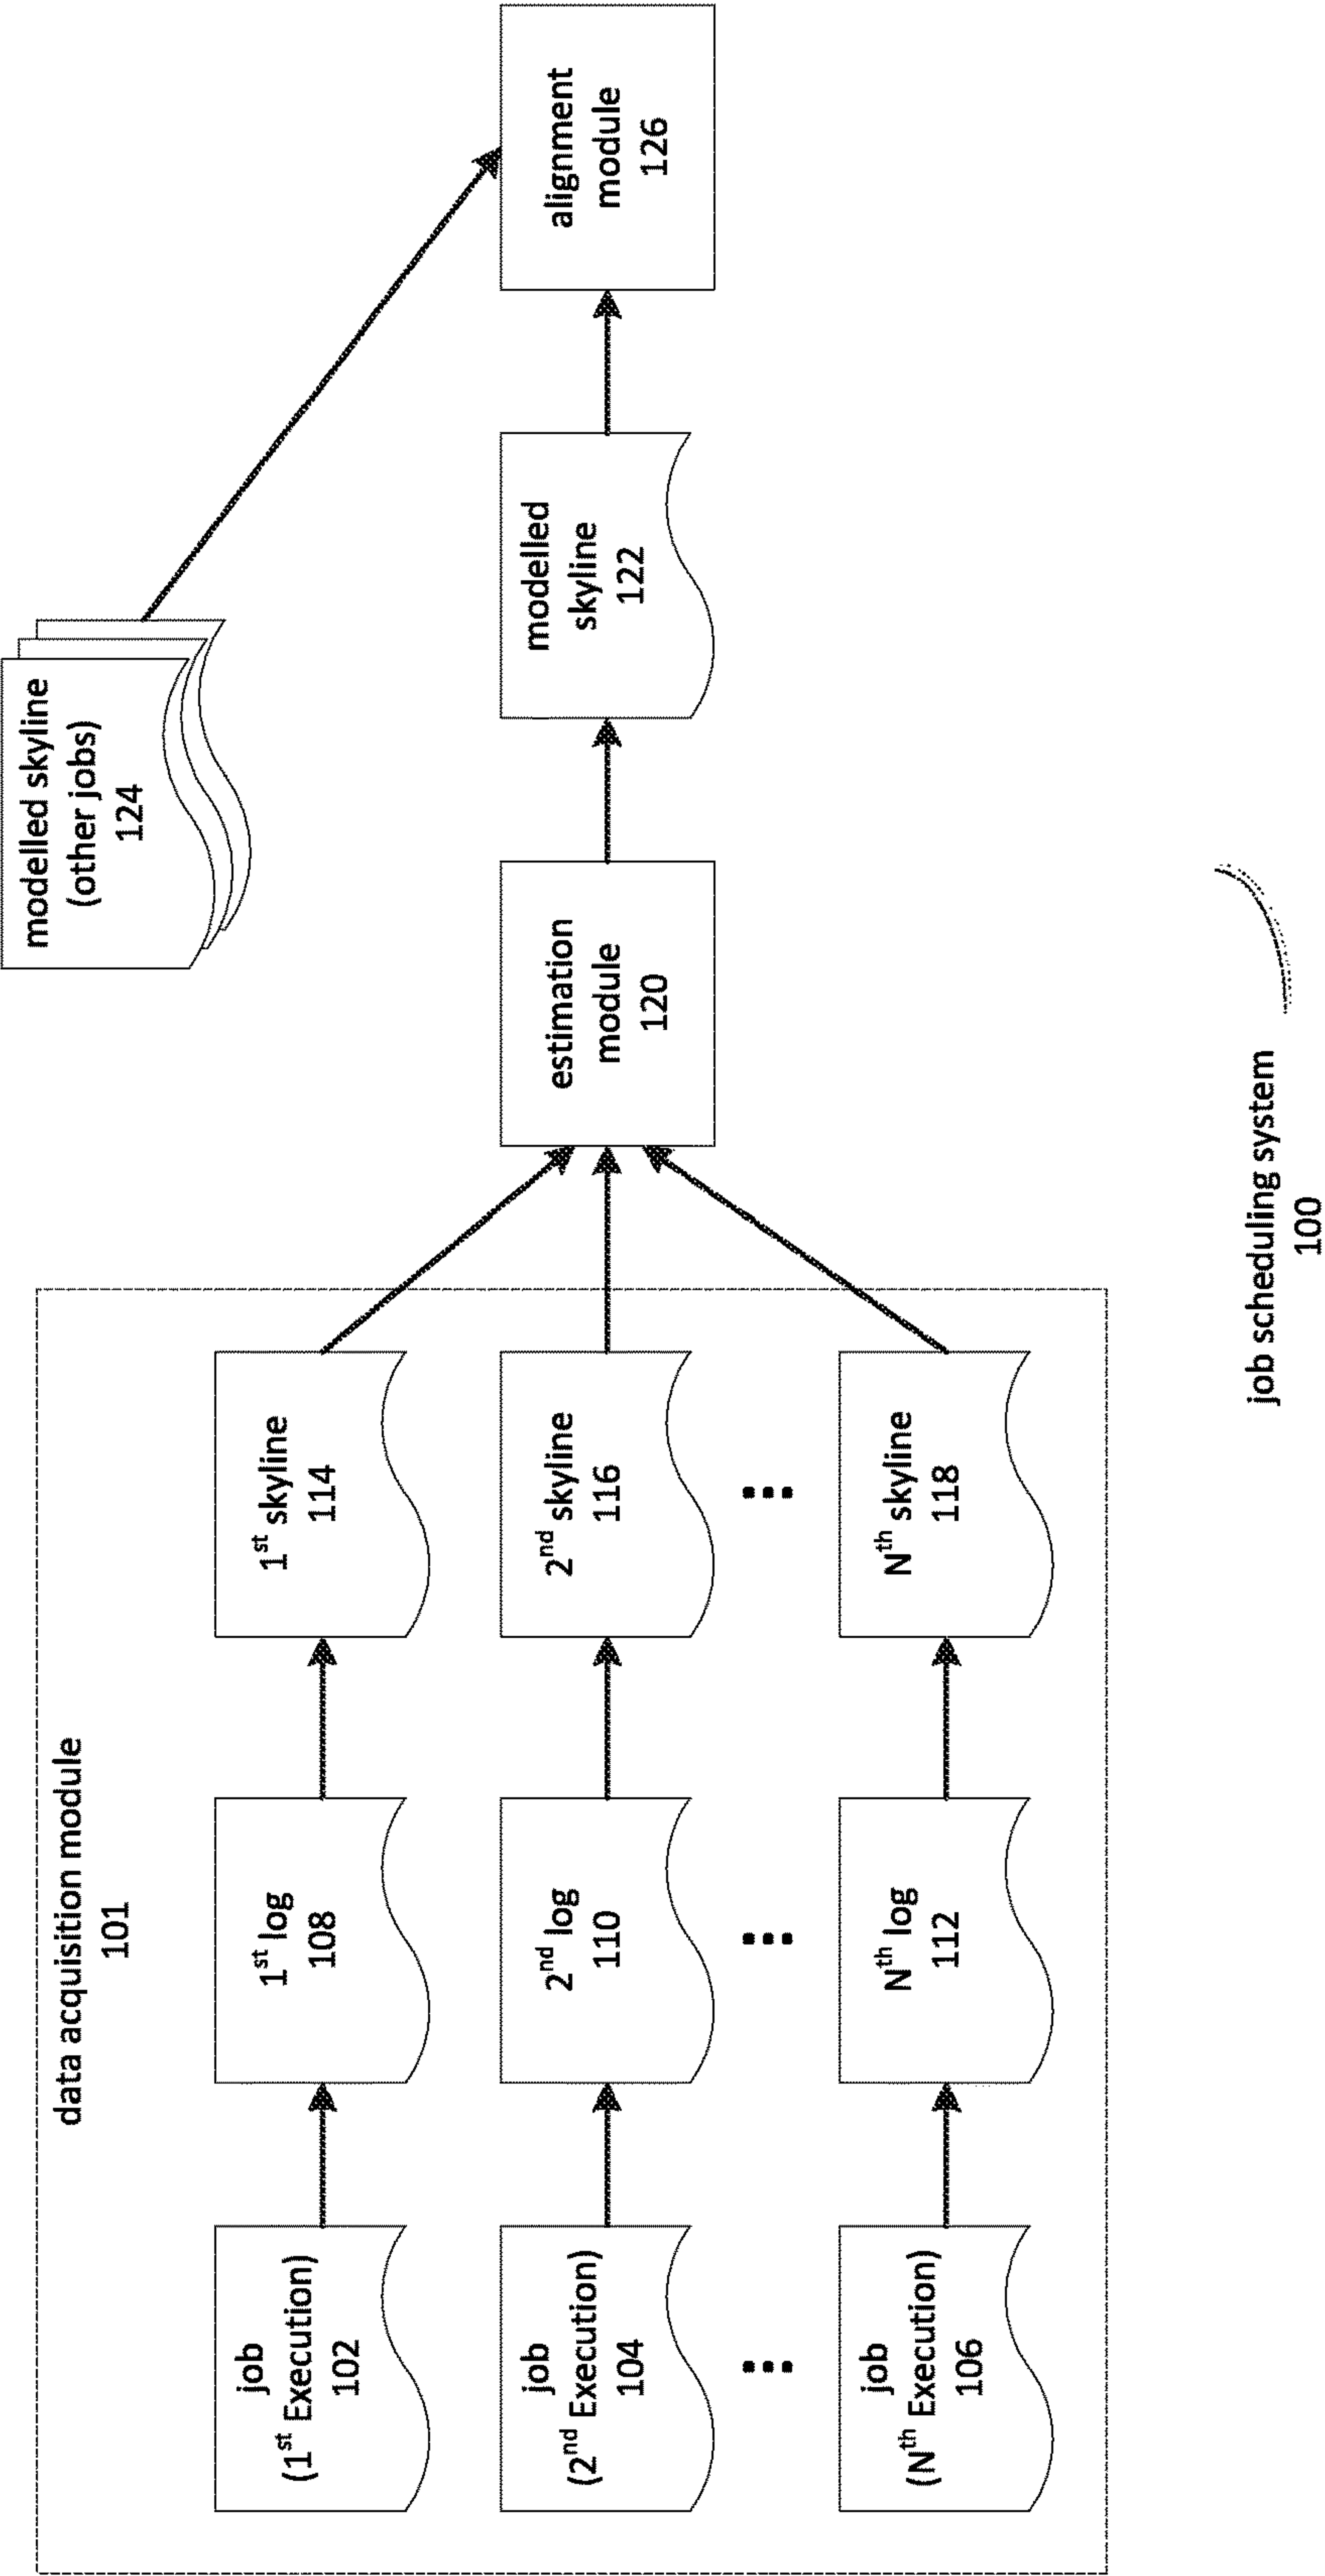 data acquisition module
101
job
(1st Execution)
102
1st log
108
1st skyline
114
job
(2nd Execution)
104
2nd log
110
2nd skyline
116
job
(Nth Execution)
106
Nth log
112
Nth skyline
118
estimation
module
120
modelled
skyline
122
modelled skyline
(other jobs)
124
alignment
module
126
job scheduling system
100